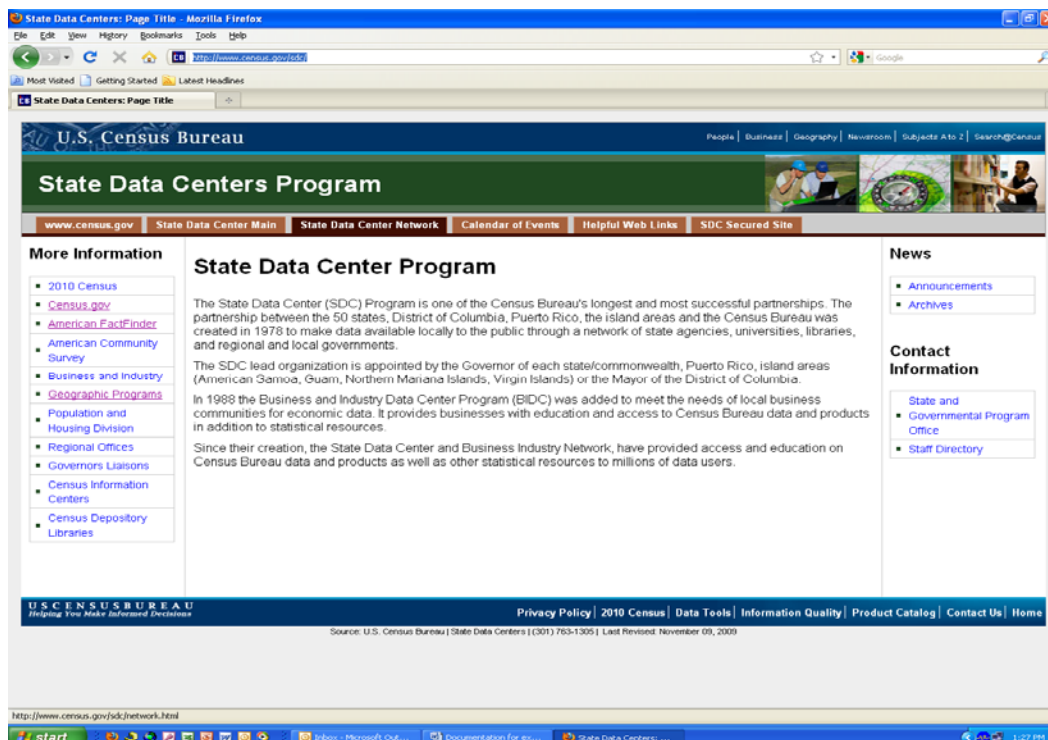 State Data Centers: Page Title - Mozilla Firefox
File Edit View History Bookmarks Tools Help
http://www.census.gov/sdc/
Google
Most Visited Getting Started Latest Headlines
State Data Centers: Page Title
U.S. Census Bureau
People | Business | Geography | Newsroom | Subjects A to Z | Search@Census
State Data Centers Program
www.census.gov State Data Center Main State Data Center Network Calendar of Events Helpful Web Links SDC Secured Site
More Information
2010 Census
Census.gov
American FactFinder
American Community
Survey
Business and Industry
Geographic Programs
Population and
Housing Division
Regional Offices
Governors Liaisons
Census Information
Centers
Census Depository
Libraries
State Data Center Program
The State Data Center (SDC) Program is one of the Census Bureau's longest and most successful partnerships. The
partnership between the 50 states, District of Columbia, Puerto Rico, the island areas and the Census Bureau was
created in 1978 to make data available locally to the public through a network of state agencies, universities, libraries,
and regional and local governments.
The SDC lead organization is appointed by the Governor of each state/commonwealth, Puerto Rico, island areas
(American Samoa, Guam, Northern Mariana Islands, Virgin Islands) or the Mayor of the District of Columbia.
In 1988 the Business and Industry Data Center Program (BIDC) was added to meet the needs of local business
communities for economic data. It provides businesses with education and access to Census Bureau data and products
in addition to statistical resources.
Since their creation, the State Data Center and Business Industry Network, have provided access and education on
Census Bureau data and products as well as other statistical resources to millions of data users.
News
Announcements
Archives
Contact
Information
State and
Governmental Program
Office
Staff Directory
USCENSUSBUREAU
Helping You Make Informed Decisions
Privacy Policy | 2010 Census | Data Tools | Information Quality | Product Catalog | Contact Us | Home
Source: U.S. Census Bureau | State Data Centers | (301) 763-1305 | Last Revised: November 09, 2009
http://www.census.gov/sdc/network.html
start Inbox - Microsoft Out... Documentation for ex... State Data Centers: ... 1:27 PM